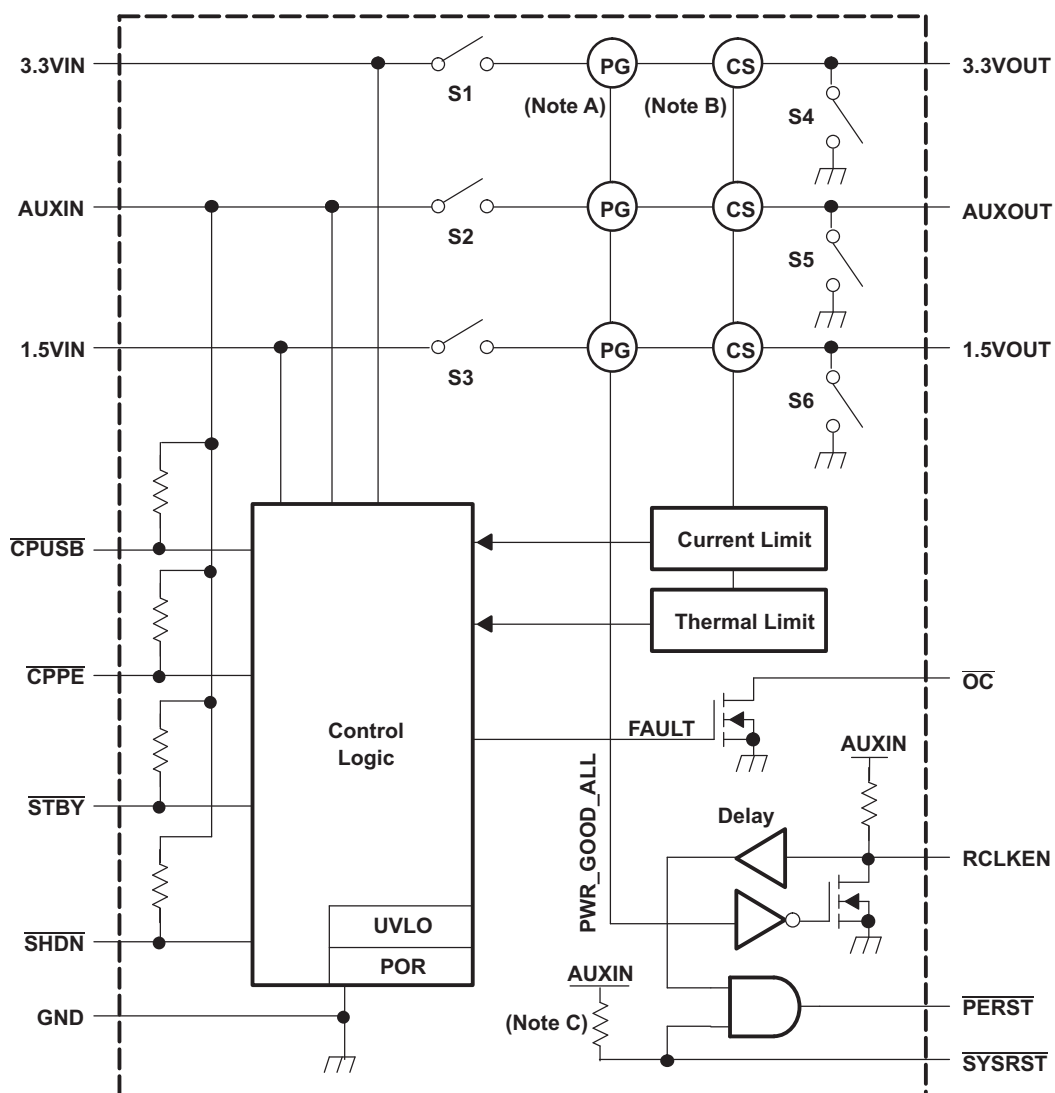 3.3VIN
S1
PG
CS
3.3VOUT
(Note A)
(Note B)
S4
AUXIN
S2
PG
CS
AUXOUT
S5
1.5VIN
S3
PG
CS
1.5VOUT
S6
CPUSB
Current Limit
Thermal Limit
CPPE
OC
Control
Logic
FAULT
AUXIN
PWR_GOOD_ALL
STBY
Delay
RCLKEN
SHDN
UVLO
POR
AUXIN
GND
(Note C)
PERST
SYSRST